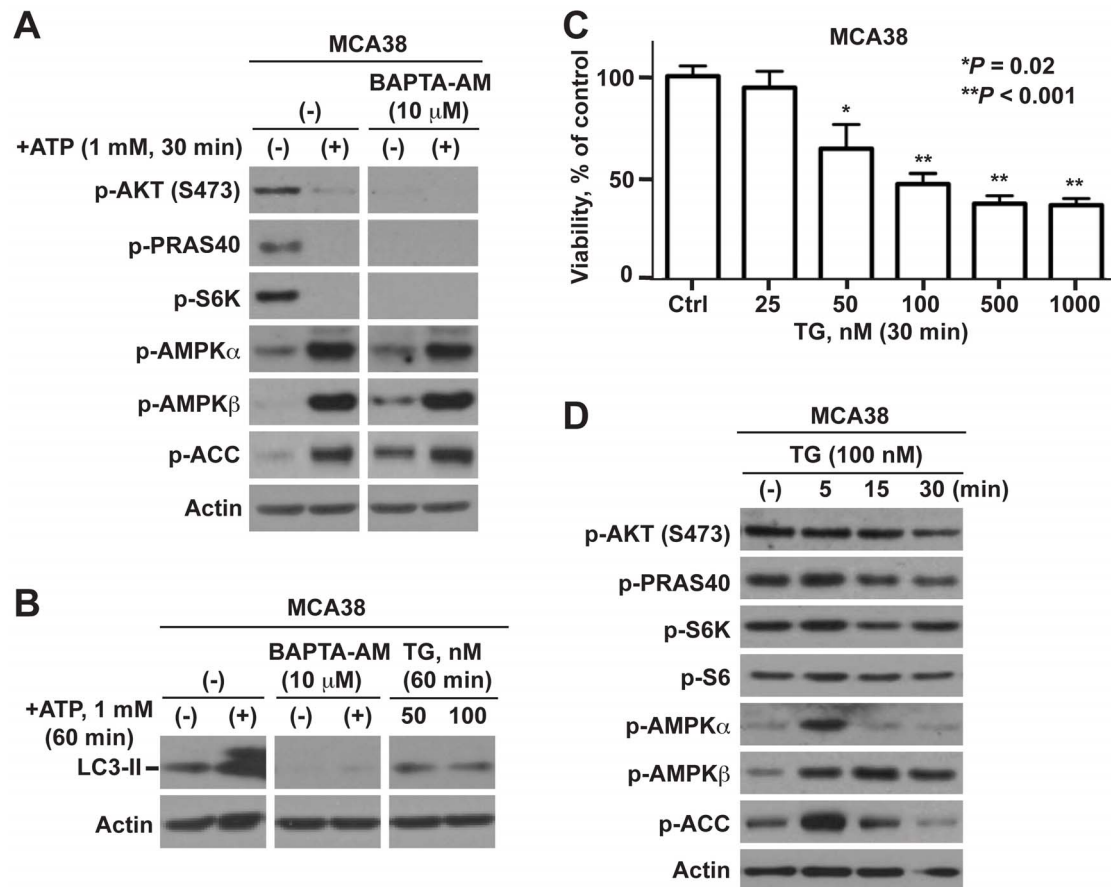 A
MCA38
BAPTA-AM
(-) (10 μM)
+ATP (1 mM, 30 min) (-) (+) (-) (+)
p-AKT (S473)
p-PRAS40
p-S6K
p-AMPKα
p-AMPKβ
p-ACC
Actin
B
MCA38
BAPTA-AM TG, nM
(-) (10 μM) (60 min)
+ATP, 1 mM (-) (+) (-) (+) 50 100
(60 min)
LC3-II
Actin
C
MCA38
*P = 0.02
**P < 0.001
Viability, % of control
100
50
0
* ** ** **
Ctrl 25 50 100 500 1000
TG, nM (30 min)
D
MCA38
TG (100 nM)
(-) 5 15 30 (min)
p-AKT (S473)
p-PRAS40
p-S6K
p-S6
p-AMPKα
p-AMPKβ
p-ACC
Actin